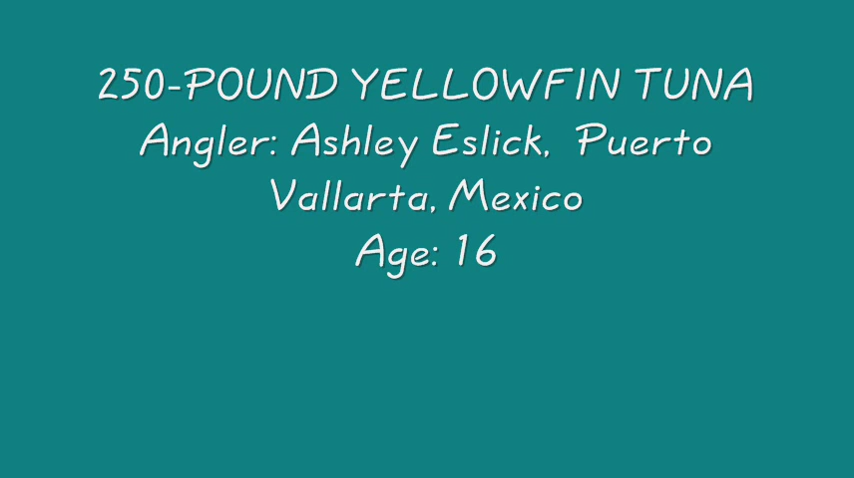 250-POUND YELLOWFIN TUNA
Angler: Ashley Eslick, Puerto
Vallarta, Mexico
Age: 16